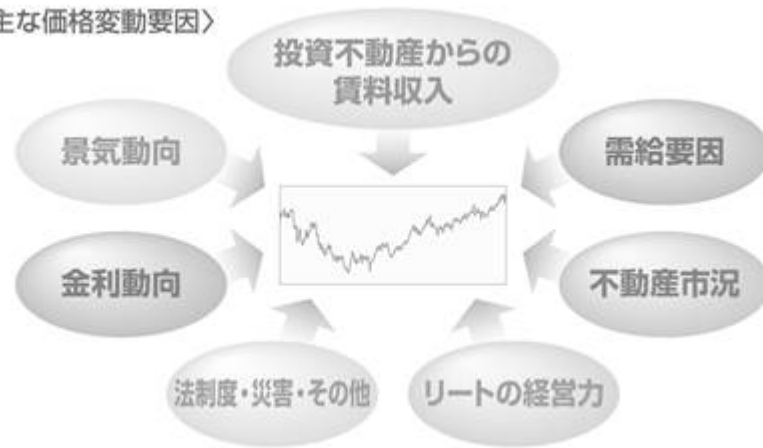 主な価格変動要因〉
投資不動産からの
賃料収入
景気動向
需給要因
金利動向
不動産市況
法制度・災害・その他
リートの経営力